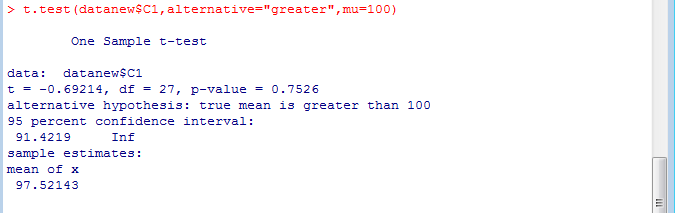 > t.test(datanew$C1,alternative="greater",mu=100)
One Sample t-test
data:  datanew$C1
t = -0.69214, df = 27, p-value = 0.7526
alternative hypothesis: true mean is greater than 100
95 percent confidence interval:
91.4219      Inf
sample estimates:
mean of x
97.52143